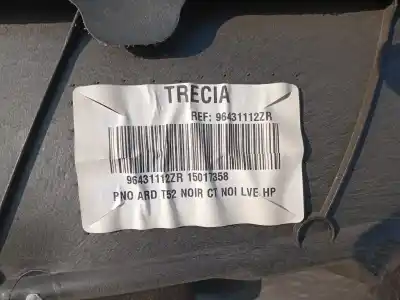 TRECIA
REF: 96431112ZR
96431112ZR 15017358
PNO ARD T52 NOIR CT NOI LVE HP